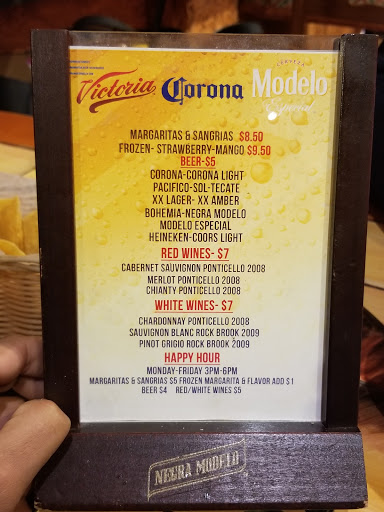 Victoria Corona Modelo
Especial
MARGARITAS & SANGRIAS $8.50
FROZEN- STRAWBERRY-MANGO $9.50
BEER-$5
CORONA-CORONA LIGHT
PACIFICO-SOL-TECATE
XX LAGER- XX AMBER
BOHEMIA-NEGRA MODELO
MODELO ESPECIAL
HEINEKEN-COORS LIGHT
RED WINES- $7
CABERNET SAUVIGNON PONTICELLO 2008
MERLOT PONTICELLO 2008
CHIANTY PONTICELLO 2008
WHITE WINES- $7
CHARDONNAY PONTICELLO 2008
SAUVIGNON BLANC ROCK BROOK 2009
PINOT GRIGIO ROCK BROOK 2009
HAPPY HOUR
MONDAY-FRIDAY 3PM-6PM
MARGARITAS & SANGRIAS $5 FROZEN MARGARITA & FLAVOR ADD $1
BEER $4 RED/WHITE WINES $5
NEGRA MODELO